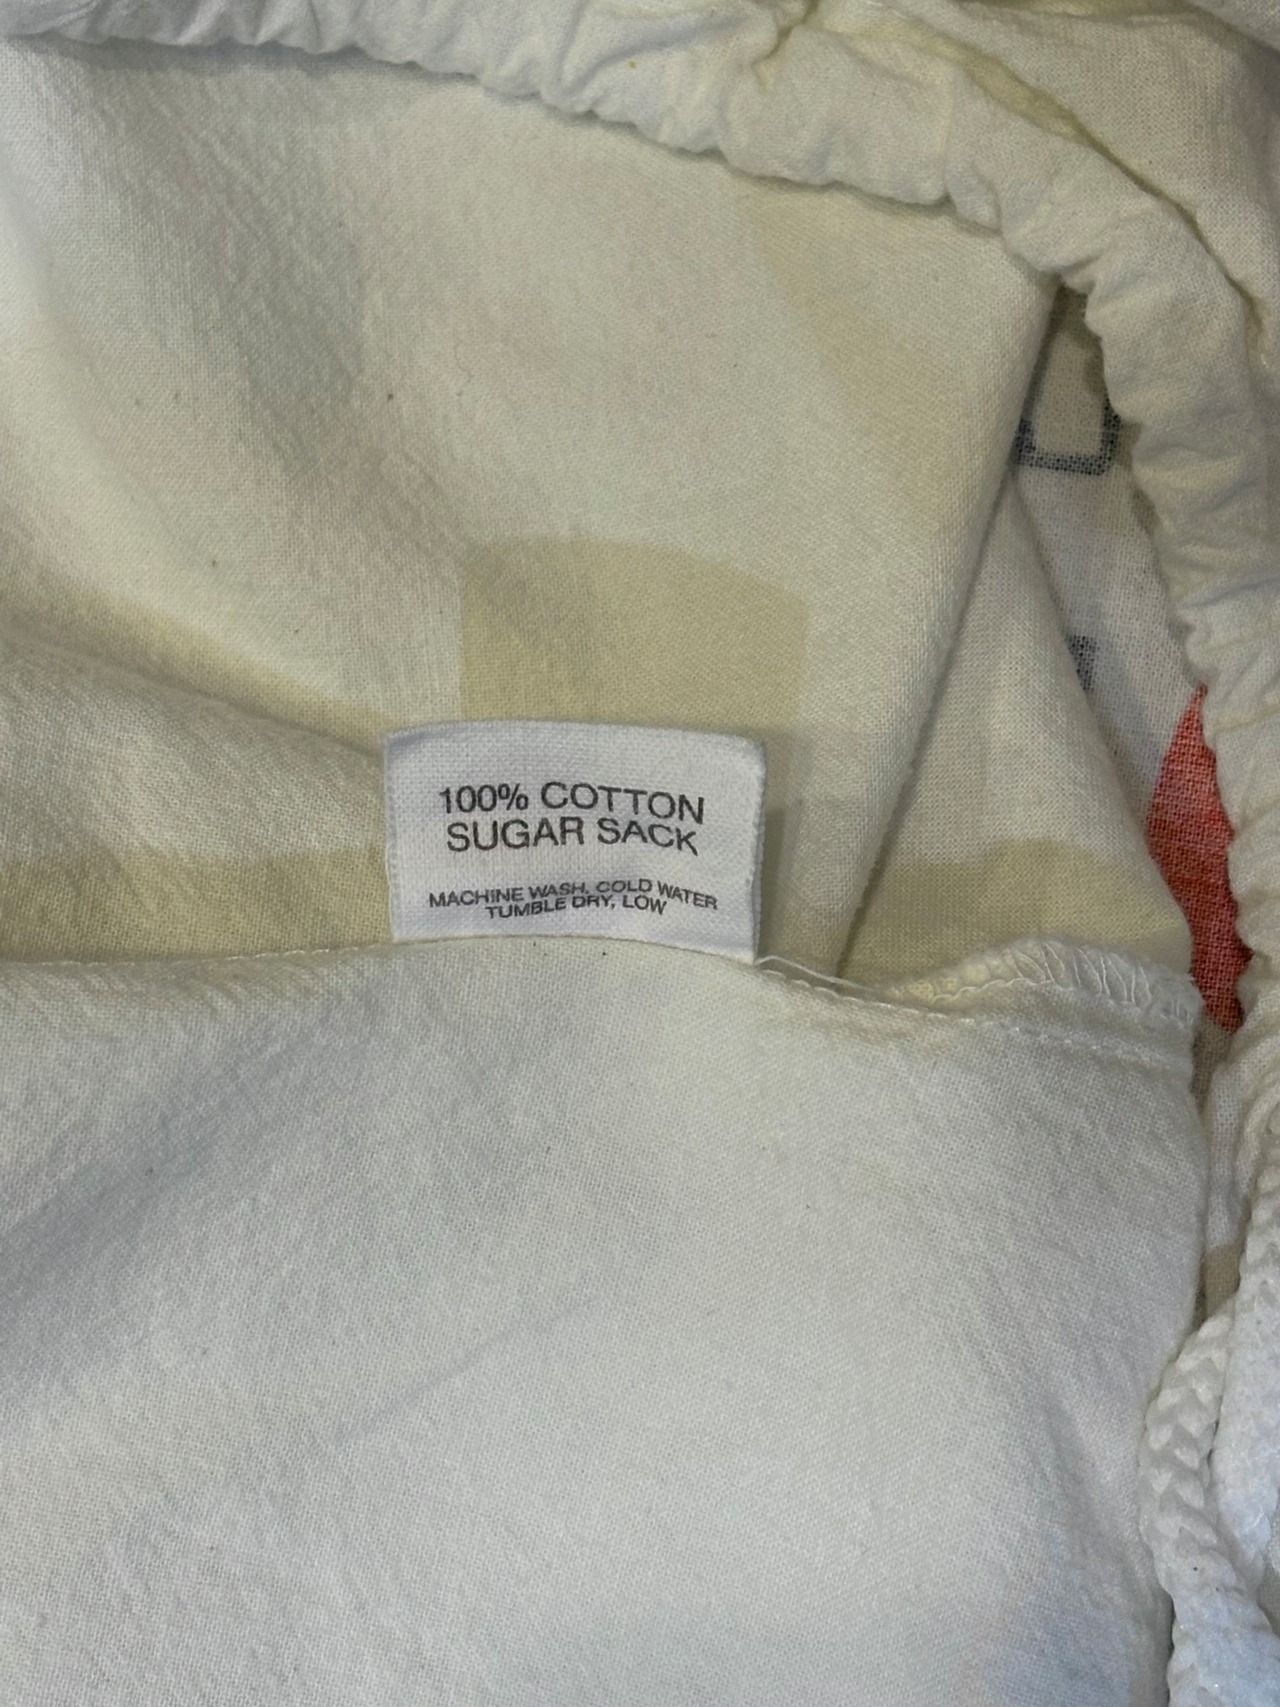 100% COTTON
SUGAR SACK
MACHINE WASH, COLD WATER
TUMBLE DRY, LOW